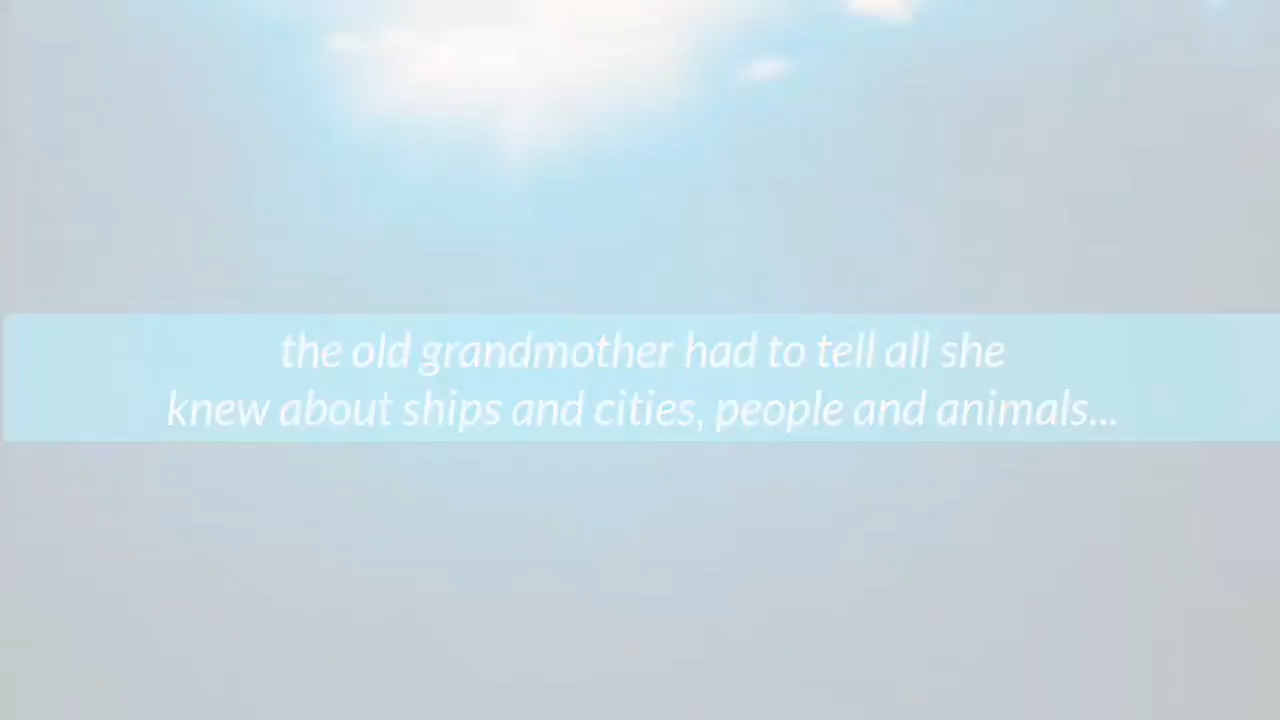 the old grandmother had to tell all she
knew about ships and cities, people and animals...